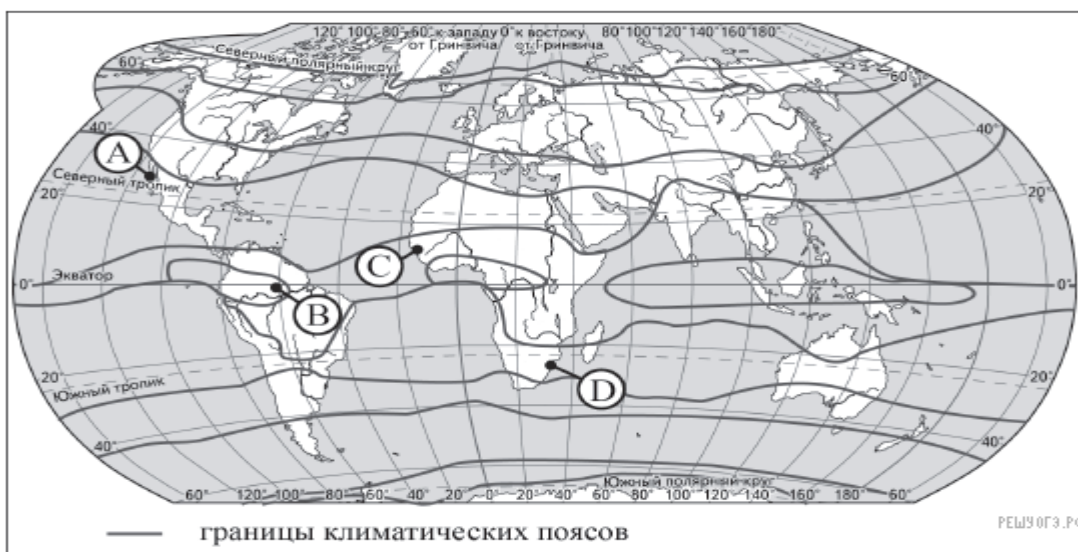 120° 100° 80° 60° к западу 0° к востоку 80° 100° 120° 140° 160° 180°
от Гринвича от Гринвича
Северный полярный круг
60° 60°
40° 40°
A
Северный тропик
20° 20°
C
Экватор
0° 0°
B
D
Южный тропик
20° 20°
40° 40°
Южный полярный круг
60° 120° 100° 80° 60° 40° 20° 0° 20° 40° 60° 80° 100° 120° 140° 160° 180° 60°
границы климатических поясов
РЕШУОГЭ.РФ